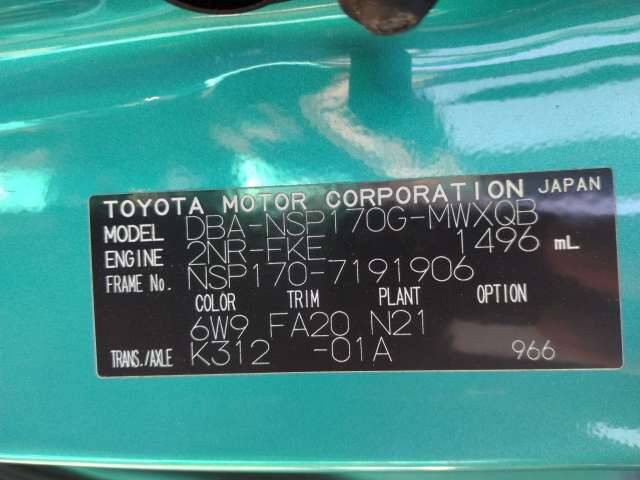 TOYOTA MOTOR CORPORATION JAPAN
MODEL DBA-NSP170G-MWXQB
ENGINE 2NR-FKE 1496 mL
FRAME No. NSP170-7191906
COLOR TRIM PLANT OPTION
6W9 FA20 N21
TRANS./AXLE K312 -01A 966